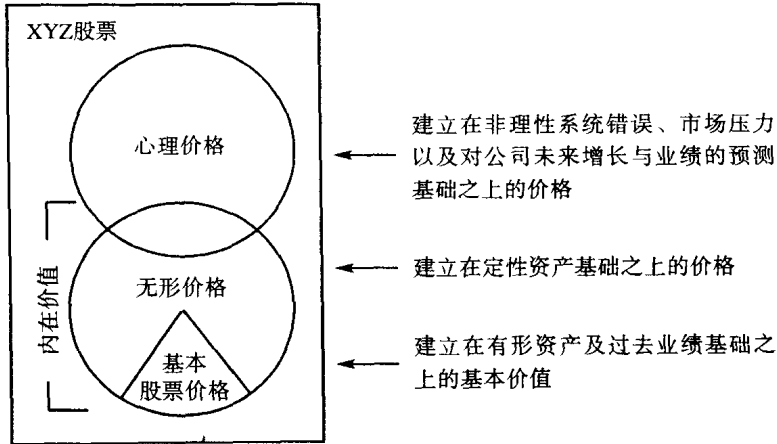 XYZ股票
心理价格
建立在非理性系统错误、市场压力
以及对公司未来增长与业绩的预测
基础之上的价格
内在价值
无形价格
建立在定性资产基础之上的价格
基本
股票价格
建立在有形资产及过去业绩基础之
上的基本价值